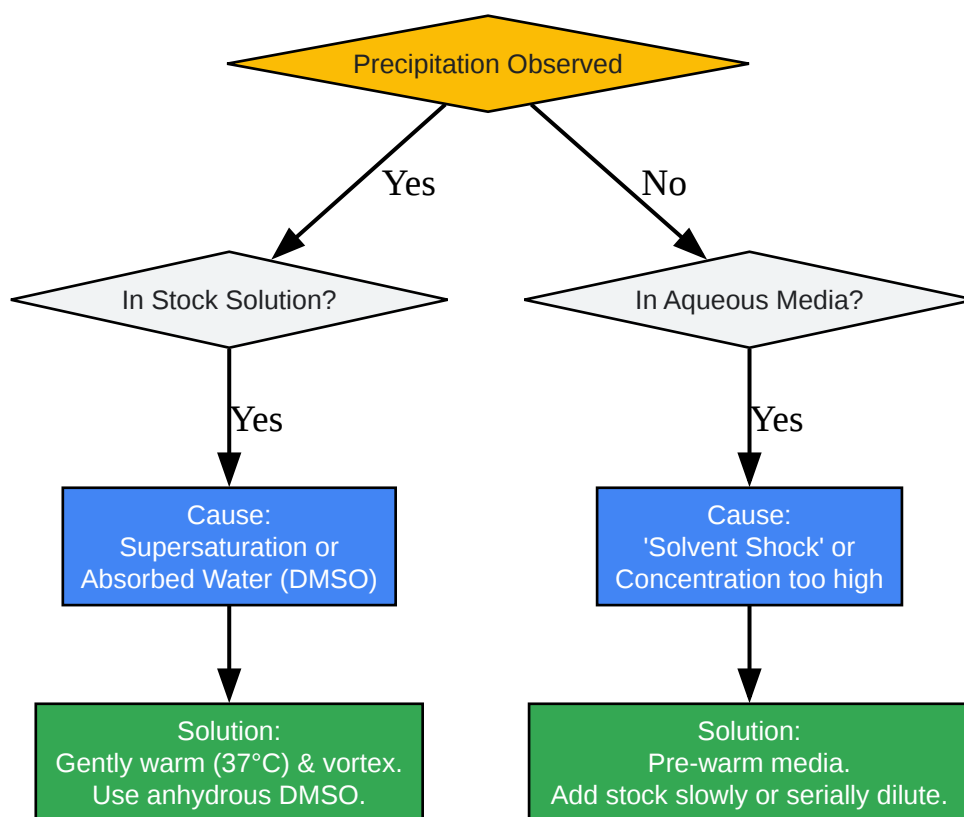 Precipitation Observed
Yes
No
In Stock Solution?
In Aqueous Media?
Yes
Yes
Cause:
Supersaturation or
Absorbed Water (DMSO)
Cause:
'Solvent Shock' or
Concentration too high
Solution:
Gently warm (37°C) & vortex.
Use anhydrous DMSO.
Solution:
Pre-warm media.
Add stock slowly or serially dilute.